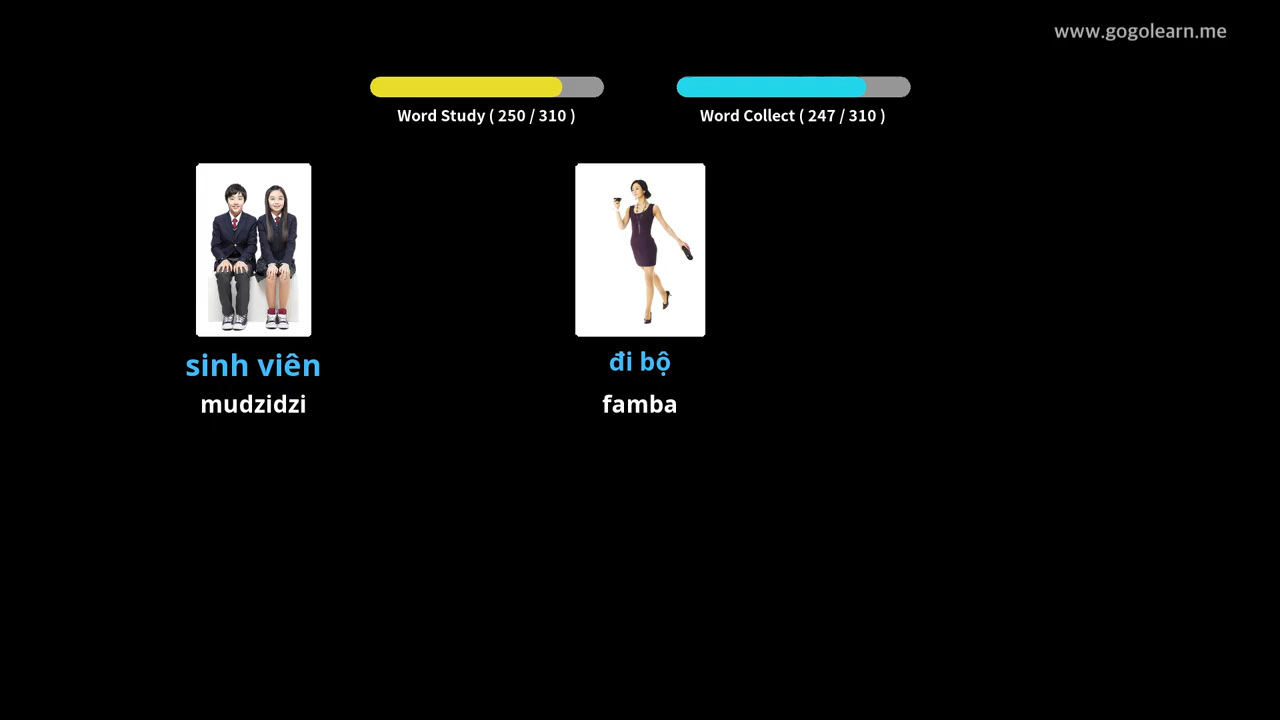 www.gogolearn.me
Word Study ( 250 / 310 )
Word Collect ( 247 / 310 )
sinh viên
mudzidzi
đi bộ
famba